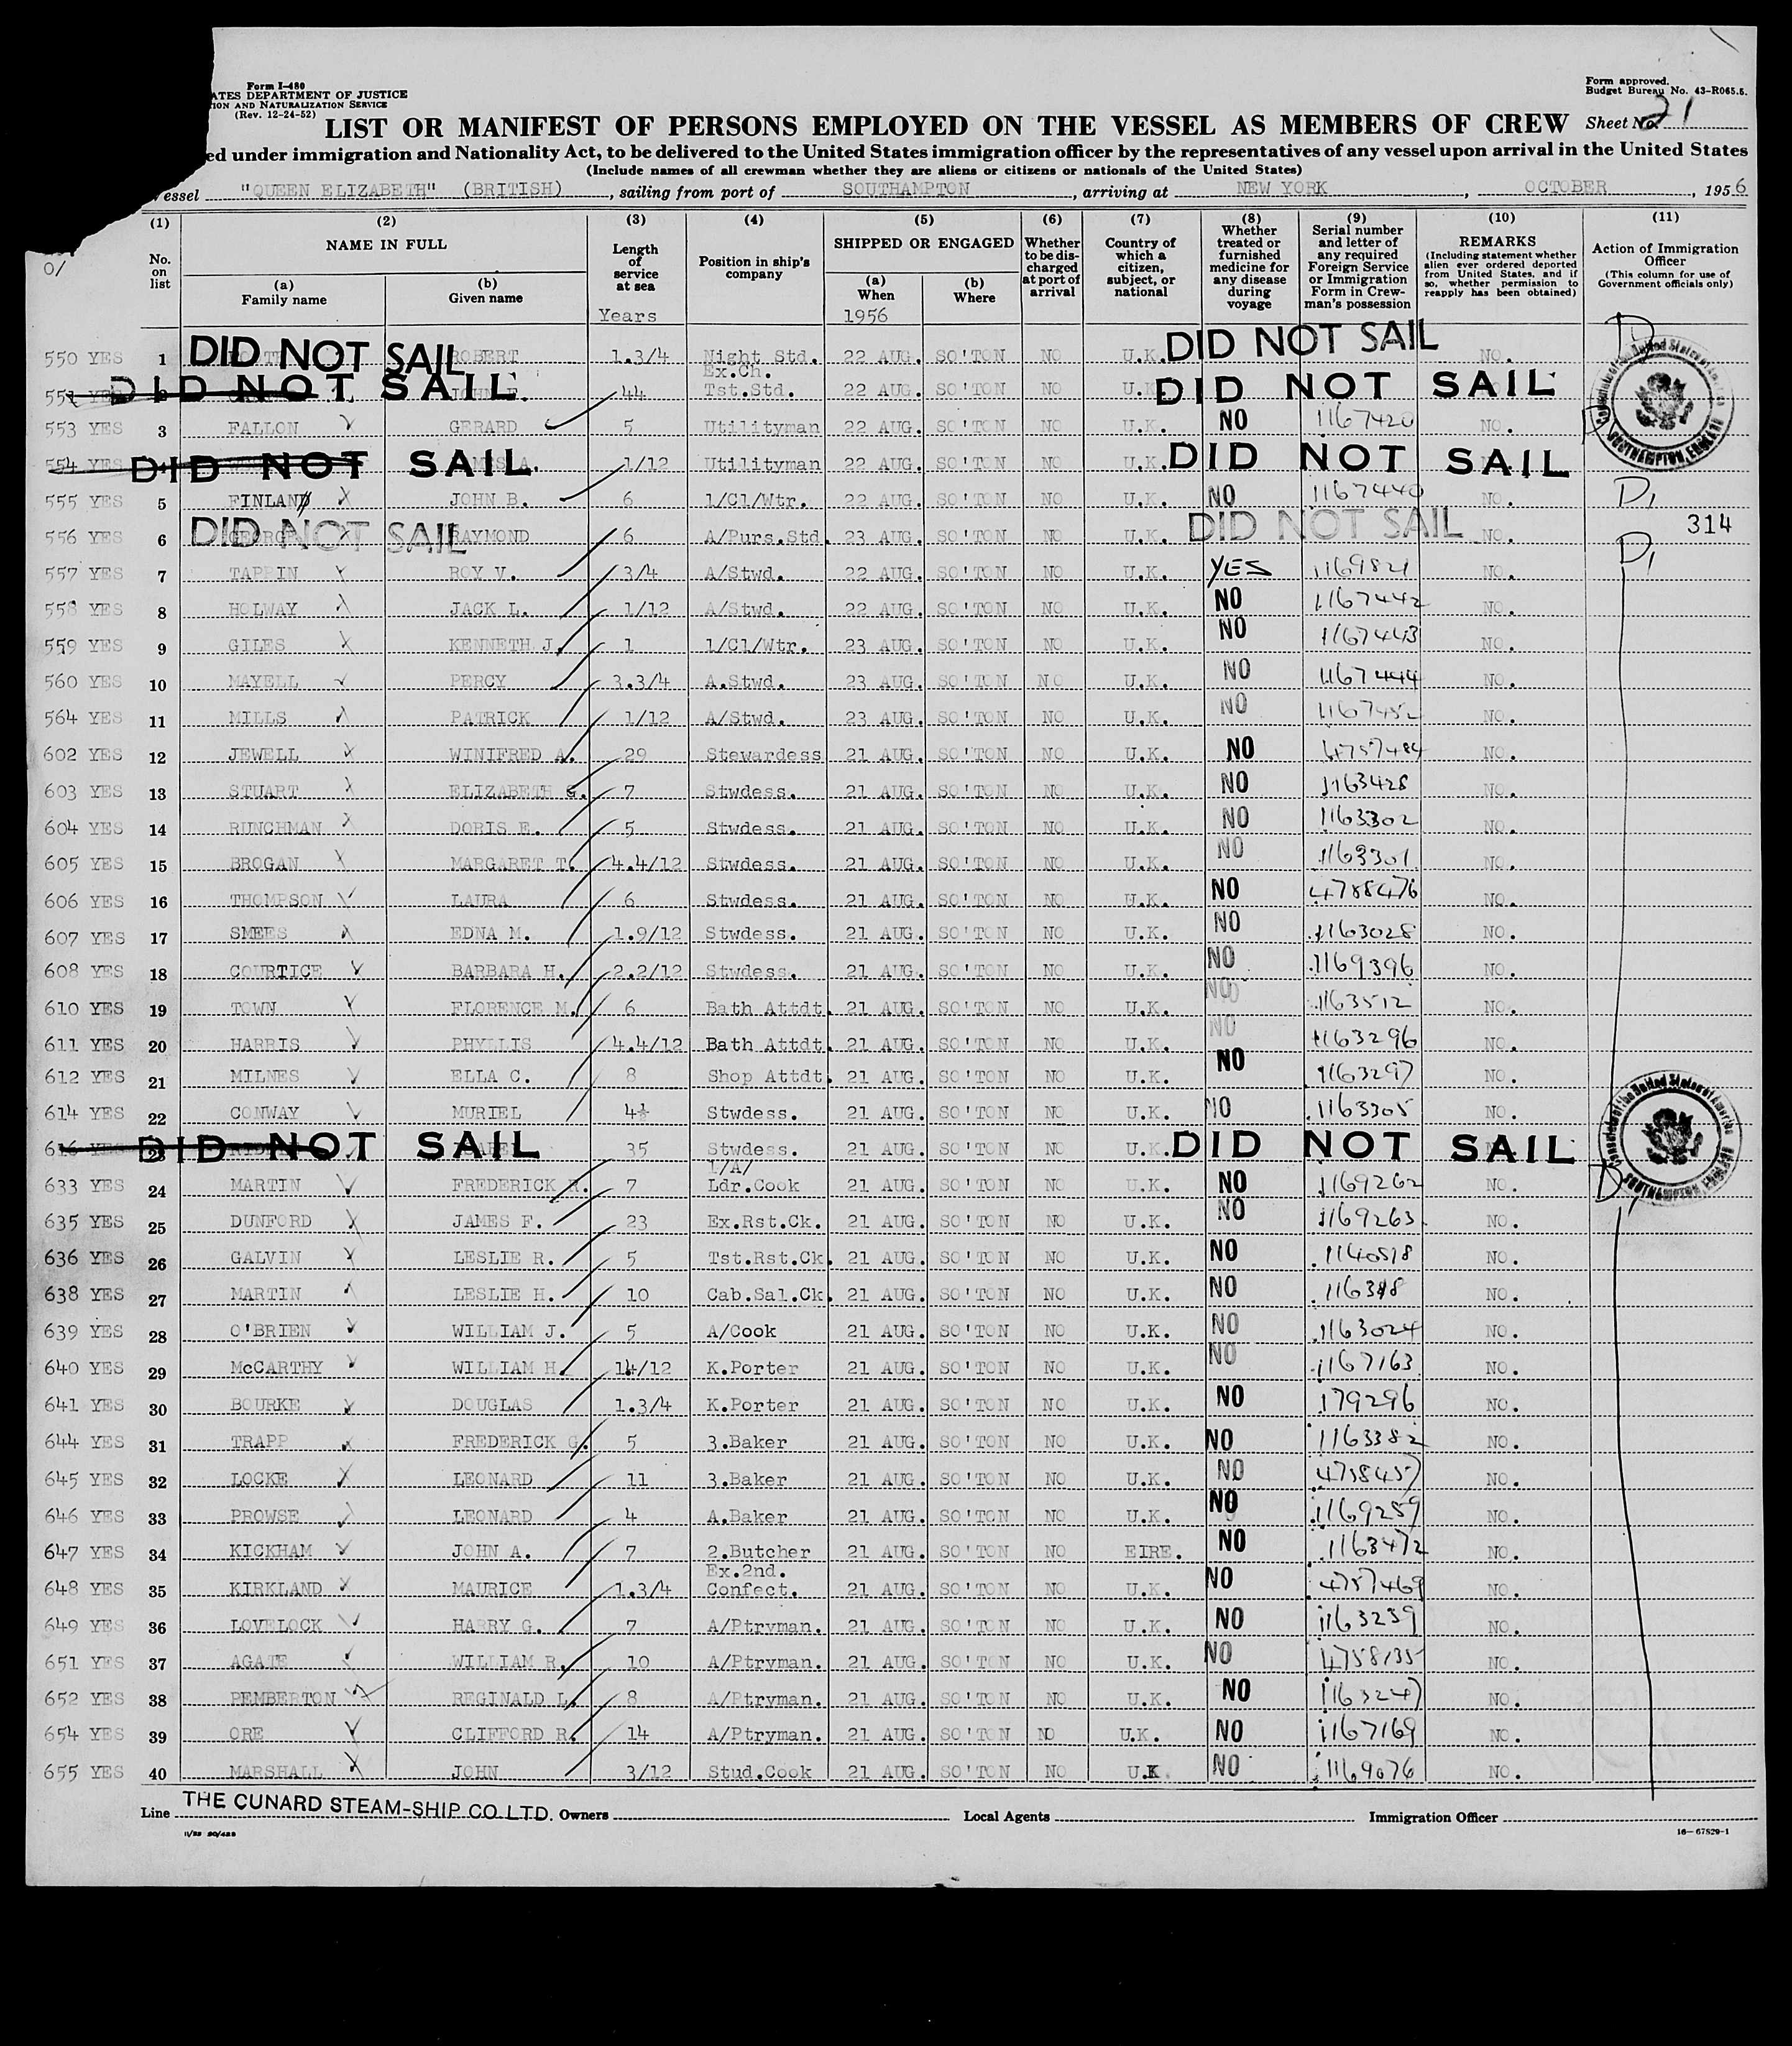 Form I-480
ATES DEPARTMENT OF JUSTICE
ION AND NATURALIZATION SERVICE
(Rev. 12-24-52)
Form approved.
Budget Bureau No. 43-R065.5.
LIST OR MANIFEST OF PERSONS EMPLOYED ON THE VESSEL AS MEMBERS OF CREW
Sheet No. 21
ed under immigration and Nationality Act, to be delivered to the United States immigration officer by the representatives of any vessel upon arrival in the United States
(Include names of all crewman whether they are aliens or citizens or nationals of the United States)
Vessel "QUEEN ELIZABETH" (BRITISH), sailing from port of SOUTHAMPTON, arriving at NEW YORK, OCTOBER, 1956
(1) (2) (3) (4) (5) (6) (7) (8) (9) (10) (11)
No. on list
NAME IN FULL
(a) Family name
(b) Given name
Length of service at sea
Years
Position in ship's company
SHIPPED OR ENGAGED
(a) When
1956
(b) Where
Whether to be discharged at port of arrival
Country of which a citizen, subject, or national
Whether treated or furnished medicine for any disease during voyage
Serial number and letter of any required Foreign Service or Immigration Form in Crewman's possession
REMARKS
(Including statement whether alien ever ordered deported from United States, and if so, whether permission to reapply has been obtained)
Action of Immigration Officer
(This column for use of Government officials only)
550 YES 1 DID NOT SAIL ROBERT 1.3/4 Night Std. 22 AUG. SO'TON NO U.K. DID NOT SAIL NO.
551 YES 2 DID NOT SAIL JOHN Ex.Ch. Tst.Std. 44 22 AUG. SO'TON NO U.K. DID NOT SAIL
553 YES 3 FALLON GERARD 5 Utilityman 22 AUG. SO'TON NO U.K. NO 1167420 NO.
554 YES DID NOT SAIL A. 1/12 Utilityman 22 AUG. SO'TON NO U.K. DID NOT SAIL
555 YES 5 FINLAN JOHN B. 6 1/Cl/Wtr. 22 AUG. SO'TON NO U.K. NO 1167440 NO.
556 YES 6 DID NOT SAIL GEORGE RAYMOND 6 A/Purs.Std. 23 AUG. SO'TON NO U.K. DID NOT SAIL NO. 314
557 YES 7 TAPPIN ROY V. 3/4 A/Stwd. 22 AUG. SO'TON NO U.K. YES 1169821 NO.
558 YES 8 HOLWAY JACK L. 1/12 A/Stwd. 22 AUG. SO'TON NO U.K. NO 1167442 NO.
559 YES 9 GILES KENNETH J. 1 1/Cl/Wtr. 23 AUG. SO'TON NO U.K. NO 1167443 NO.
560 YES 10 MAYELL PERCY 3.3/4 A.Stwd. 23 AUG. SO'TON NO U.K. NO 1167444 NO.
564 YES 11 MILLS PATRICK 1/12 A/Stwd. 23 AUG. SO'TON NO U.K. NO 1167452 NO.
602 YES 12 JEWELL WINIFRED A. 29 Stewardess 21 AUG. SO'TON NO U.K. NO 4757484 NO.
603 YES 13 STUART ELIZABETH G. 7 Stwdess. 21 AUG. SO'TON NO U.K. NO 1163428 NO.
604 YES 14 RUNCHMAN DORIS E. 5 Stwdess. 21 AUG. SO'TON NO U.K. NO 1163302 NO.
605 YES 15 BROGAN MARGARET T. 4.4/12 Stwdess. 21 AUG. SO'TON NO U.K. NO 1163301 NO.
606 YES 16 THOMPSON LAURA 6 Stwdess. 21 AUG. SO'TON NO U.K. NO 4788476 NO.
607 YES 17 SMEES EDNA M. 1.9/12 Stwdess. 21 AUG. SO'TON NO U.K. NO 1163028 NO.
608 YES 18 COURTICE BARBARA H. 2.2/12 Stwdess. 21 AUG. SO'TON NO U.K. NO 1169396 NO.
610 YES 19 TOWN FLORENCE M. 6 Bath Attdt. 21 AUG. SO'TON NO U.K. NO 1163512 NO.
611 YES 20 HARRIS PHYLLIS 4.4/12 Bath Attdt. 21 AUG. SO'TON NO U.K. NO 1163296 NO.
612 YES 21 MILNES ELLA C. 8 Shop Attdt. 21 AUG. SO'TON NO U.K. NO 1163297 NO.
614 YES 22 CONWAY MURIEL 4½ Stwdess. 21 AUG. SO'TON NO U.K. NO 1163305 NO.
616 YES 23 DID NOT SAIL 35 Stwdess. 21 AUG. SO'TON NO U.K. DID NOT SAIL
633 YES 24 MARTIN FREDERICK R. 7 1/A/ Ldr.Cook 21 AUG. SO'TON NO U.K. NO 1169262 NO.
635 YES 25 DUNFORD JAMES F. 23 Ex.Rst.Ck. 21 AUG. SO'TON NO U.K. NO 1169263 NO.
636 YES 26 GALVIN LESLIE R. 5 Tst.Rst.Ck. 21 AUG. SO'TON NO U.K. NO 1140518 NO.
638 YES 27 MARTIN LESLIE H. 10 Cab.Sal.Ck. 21 AUG. SO'TON NO U.K. NO NO.
639 YES 28 O'BRIEN WILLIAM J. 5 A/Cook 21 AUG. SO'TON NO U.K. NO 1163024 NO.
640 YES 29 McCARTHY WILLIAM H. 14/12 K.Porter 21 AUG. SO'TON NO U.K. NO 1167163 NO.
641 YES 30 BOURKE DOUGLAS 1.3/4 K.Porter 21 AUG. SO'TON NO U.K. NO 179296 NO.
644 YES 31 TRAPP FREDERICK G. 5 3.Baker 21 AUG. SO'TON NO U.K. NO 1163382 NO.
645 YES 32 LOCKE LEONARD 11 3.Baker 21 AUG. SO'TON NO U.K. NO 4758457 NO.
646 YES 33 PROWSE LEONARD 4 A.Baker 21 AUG. SO'TON NO U.K. NO 1169259 NO.
647 YES 34 KICKHAM JOHN A. 7 2.Butcher 21 AUG. SO'TON NO EIRE. NO 1163472 NO.
648 YES 35 KIRKLAND MAURICE 1.3/4 Ex.2nd. Confect. 21 AUG. SO'TON NO U.K. NO 4757469 NO.
649 YES 36 LOVELOCK HARRY G. 7 A/Ptryman. 21 AUG. SO'TON NO U.K. NO 1163239 NO.
651 YES 37 AGATE WILLIAM R. 10 A/Ptryman. 21 AUG. SO'TON NO U.K. NO 4758135 NO.
652 YES 38 PEMBERTON REGINALD L. 8 A/Ptryman. 21 AUG. SO'TON NO U.K. NO 1163247 NO.
654 YES 39 ORE CLIFFORD R. 14 A/Ptryman. 21 AUG. SO'TON NO U.K. NO 1167169 NO.
655 YES 40 MARSHALL JOHN 3/12 Stud.Cook 21 AUG. SO'TON NO U.K. NO 1169076 NO.
Line THE CUNARD STEAM-SHIP CO. LTD. Owners Local Agents Immigration Officer
16—67829-1